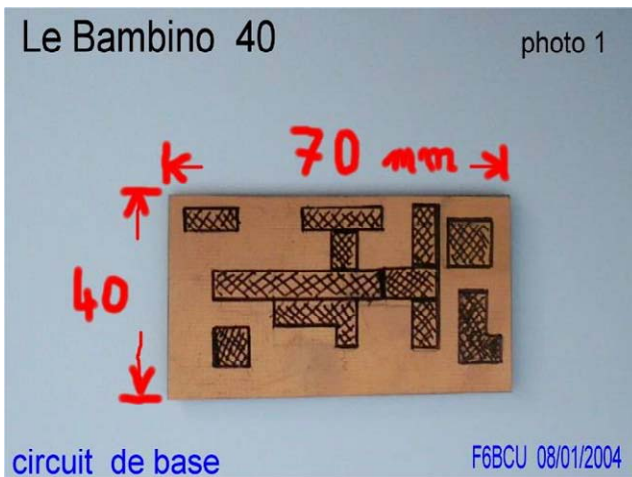 Le Bambino 40
photo 1
70 mm
40
circuit de base
F6BCU 08/01/2004